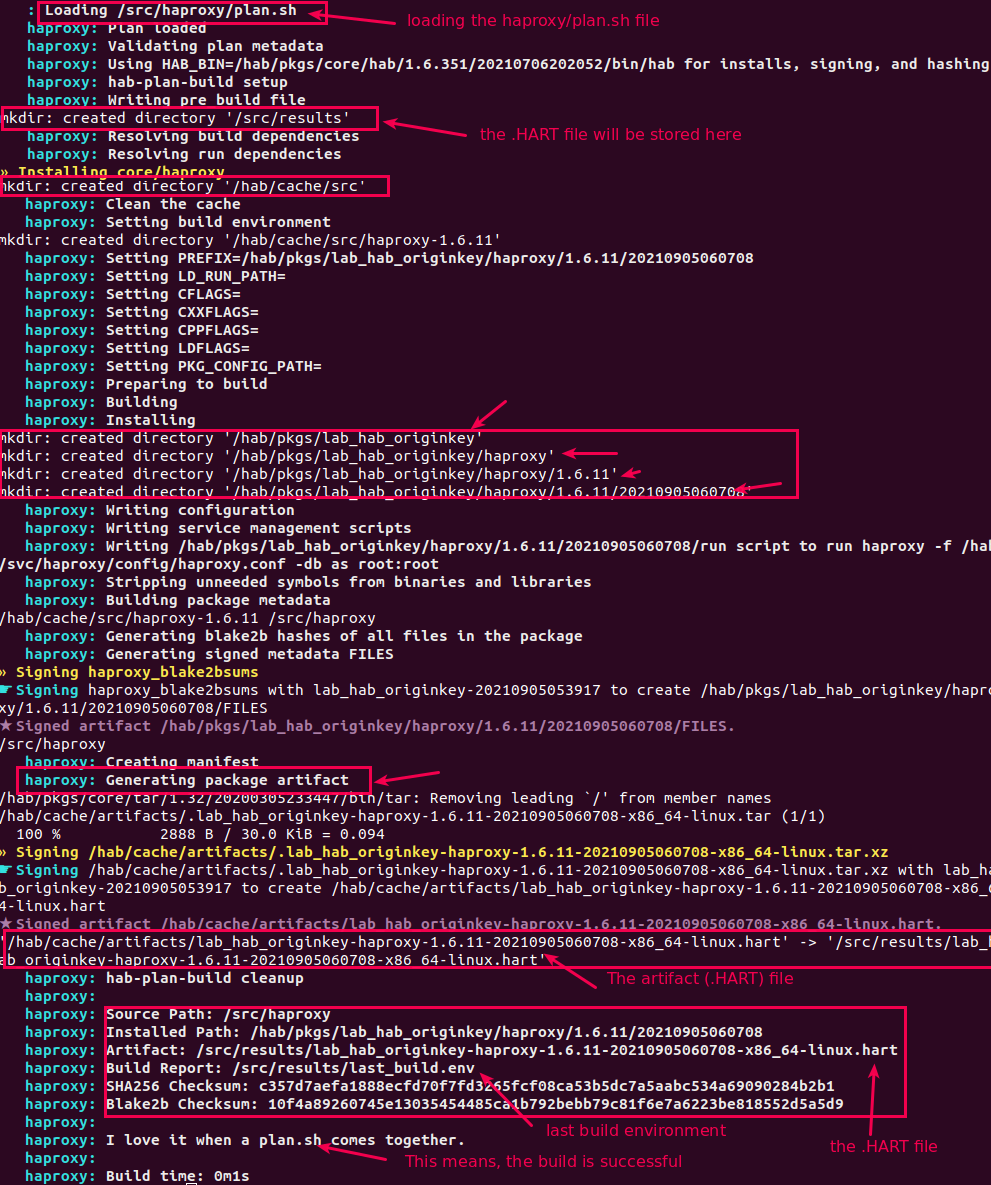 : Loading /src/haproxy/plan.sh
loading the haproxy/plan.sh file
haproxy: Plan loaded
haproxy: Validating plan metadata
haproxy: Using HAB_BIN=/hab/pkgs/core/hab/1.6.351/20210706202052/bin/hab for installs, signing, and hashing
haproxy: hab-plan-build setup
haproxy: Writing pre build file
mkdir: created directory '/src/results'
the .HART file will be stored here
haproxy: Resolving build dependencies
haproxy: Resolving run dependencies
» Installing core/haproxy
mkdir: created directory '/hab/cache/src'
haproxy: Clean the cache
haproxy: Setting build environment
mkdir: created directory '/hab/cache/src/haproxy-1.6.11'
haproxy: Setting PREFIX=/hab/pkgs/lab_hab_originkey/haproxy/1.6.11/20210905060708
haproxy: Setting LD_RUN_PATH=
haproxy: Setting CFLAGS=
haproxy: Setting CXXFLAGS=
haproxy: Setting CPPFLAGS=
haproxy: Setting LDFLAGS=
haproxy: Setting PKG_CONFIG_PATH=
haproxy: Preparing to build
haproxy: Building
haproxy: Installing
mkdir: created directory '/hab/pkgs/lab_hab_originkey'
mkdir: created directory '/hab/pkgs/lab_hab_originkey/haproxy'
mkdir: created directory '/hab/pkgs/lab_hab_originkey/haproxy/1.6.11'
mkdir: created directory '/hab/pkgs/lab_hab_originkey/haproxy/1.6.11/20210905060708'
haproxy: Writing configuration
haproxy: Writing service management scripts
haproxy: Writing /hab/pkgs/lab_hab_originkey/haproxy/1.6.11/20210905060708/run script to run haproxy -f /hab
/svc/haproxy/config/haproxy.conf -db as root:root
haproxy: Stripping unneeded symbols from binaries and libraries
haproxy: Building package metadata
/hab/cache/src/haproxy-1.6.11 /src/haproxy
haproxy: Generating blake2b hashes of all files in the package
haproxy: Generating signed metadata FILES
» Signing haproxy_blake2bsums
☛ Signing haproxy_blake2bsums with lab_hab_originkey-20210905053917 to create /hab/pkgs/lab_hab_originkey/hapro
xy/1.6.11/20210905060708/FILES
★ Signed artifact /hab/pkgs/lab_hab_originkey/haproxy/1.6.11/20210905060708/FILES.
/src/haproxy
haproxy: Creating manifest
haproxy: Generating package artifact
/hab/pkgs/core/tar/1.32/20200305233447/bin/tar: Removing leading `/' from member names
/hab/cache/artifacts/.lab_hab_originkey-haproxy-1.6.11-20210905060708-x86_64-linux.tar (1/1)
100 % 2888 B / 30.0 KiB = 0.094
» Signing /hab/cache/artifacts/.lab_hab_originkey-haproxy-1.6.11-20210905060708-x86_64-linux.tar.xz
☛ Signing /hab/cache/artifacts/.lab_hab_originkey-haproxy-1.6.11-20210905060708-x86_64-linux.tar.xz with lab_ha
b_originkey-20210905053917 to create /hab/cache/artifacts/lab_hab_originkey-haproxy-1.6.11-20210905060708-x86_6
4-linux.hart
★ Signed artifact /hab/cache/artifacts/lab_hab_originkey-haproxy-1.6.11-20210905060708-x86_64-linux.hart.
'/hab/cache/artifacts/lab_hab_originkey-haproxy-1.6.11-20210905060708-x86_64-linux.hart' -> '/src/results/lab_h
ab_originkey-haproxy-1.6.11-20210905060708-x86_64-linux.hart'
haproxy: hab-plan-build cleanup
The artifact (.HART) file
haproxy:
haproxy: Source Path: /src/haproxy
haproxy: Installed Path: /hab/pkgs/lab_hab_originkey/haproxy/1.6.11/20210905060708
haproxy: Artifact: /src/results/lab_hab_originkey-haproxy-1.6.11-20210905060708-x86_64-linux.hart
haproxy: Build Report: /src/results/last_build.env
haproxy: SHA256 Checksum: c357d7aefa1888ecfd70f7fd3265fcf08ca53b5dc7a5aabc534a69090284b2b1
haproxy: Blake2b Checksum: 10f4a89260745e13035454485ca1b792bebb79c81f6e7a6223be818552d5a5d9
haproxy:
last build environment
haproxy: I love it when a plan.sh comes together.
the .HART file
haproxy:
This means, the build is successful
haproxy: Build time: 0m1s